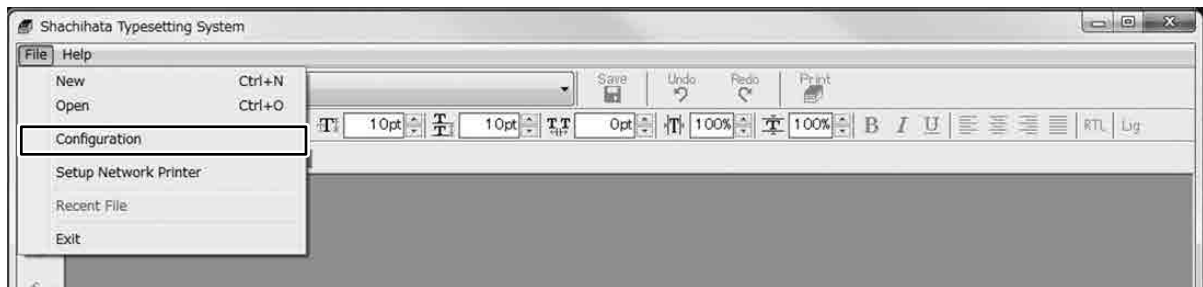 Shachihata Typesetting System
File Help
New Ctrl+N
Open Ctrl+O
Configuration
Setup Network Printer
Recent File
Exit
Save Undo Redo Print
10pt 10pt 0pt 100% 100% B I U RTL Lig